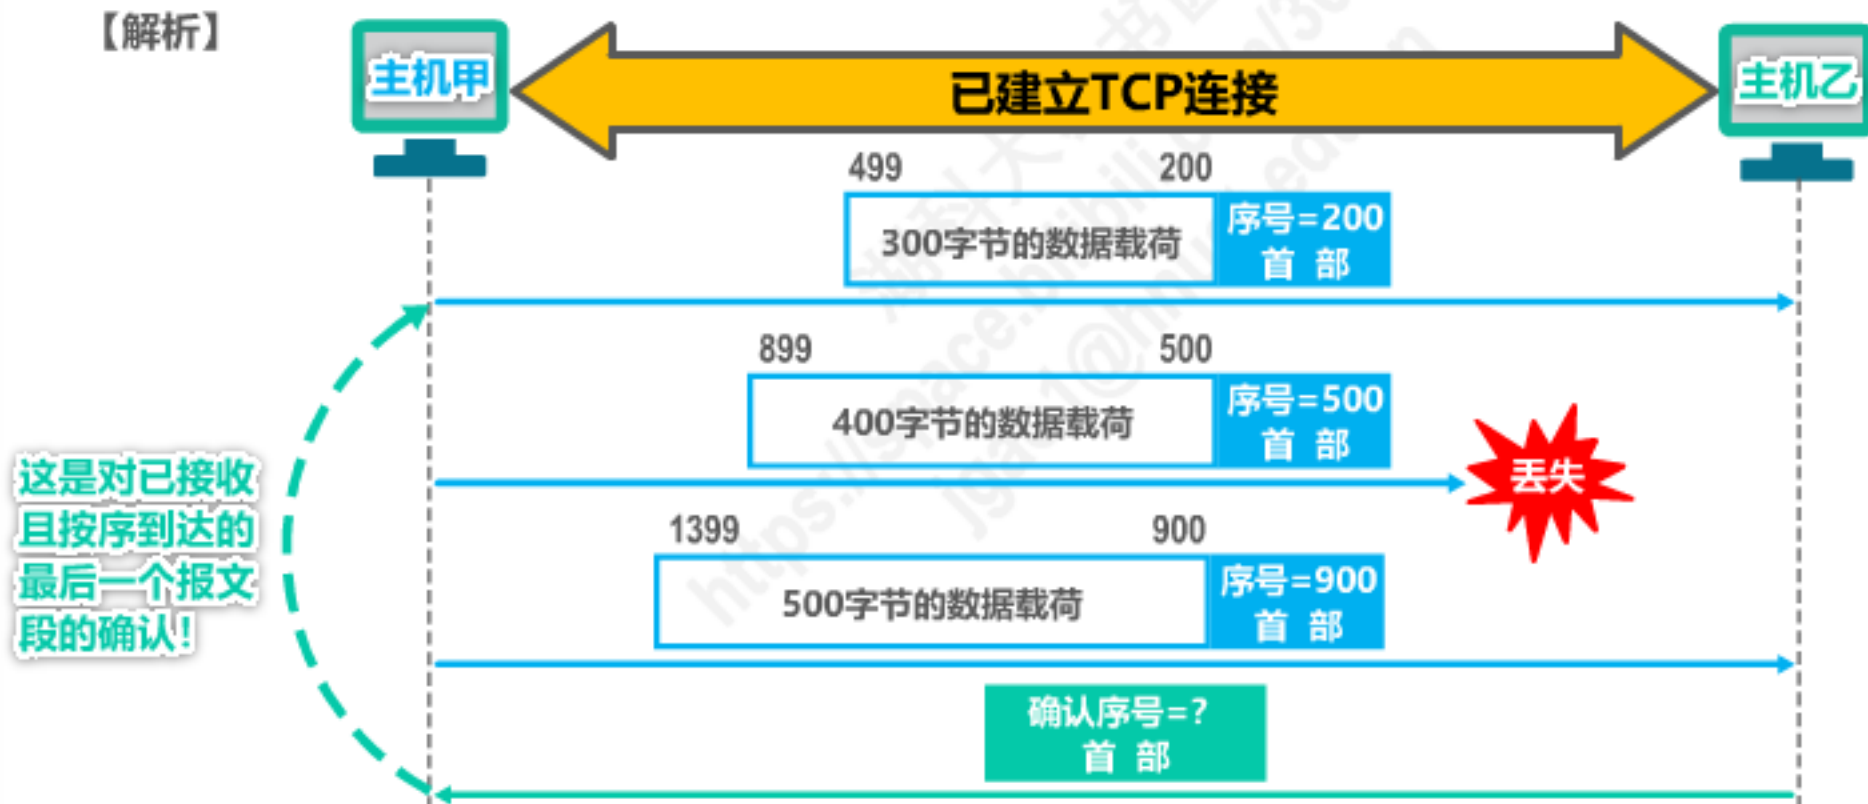 【解析】
主机甲
已建立TCP连接
主机乙
499 200
300字节的数据载荷
序号=200
首 部
899 500
400字节的数据载荷
序号=500
首 部
丢失
这是对已接收
且按序到达的
最后一个报文
段的确认！
1399 900
500字节的数据载荷
序号=900
首 部
确认序号=?
首 部